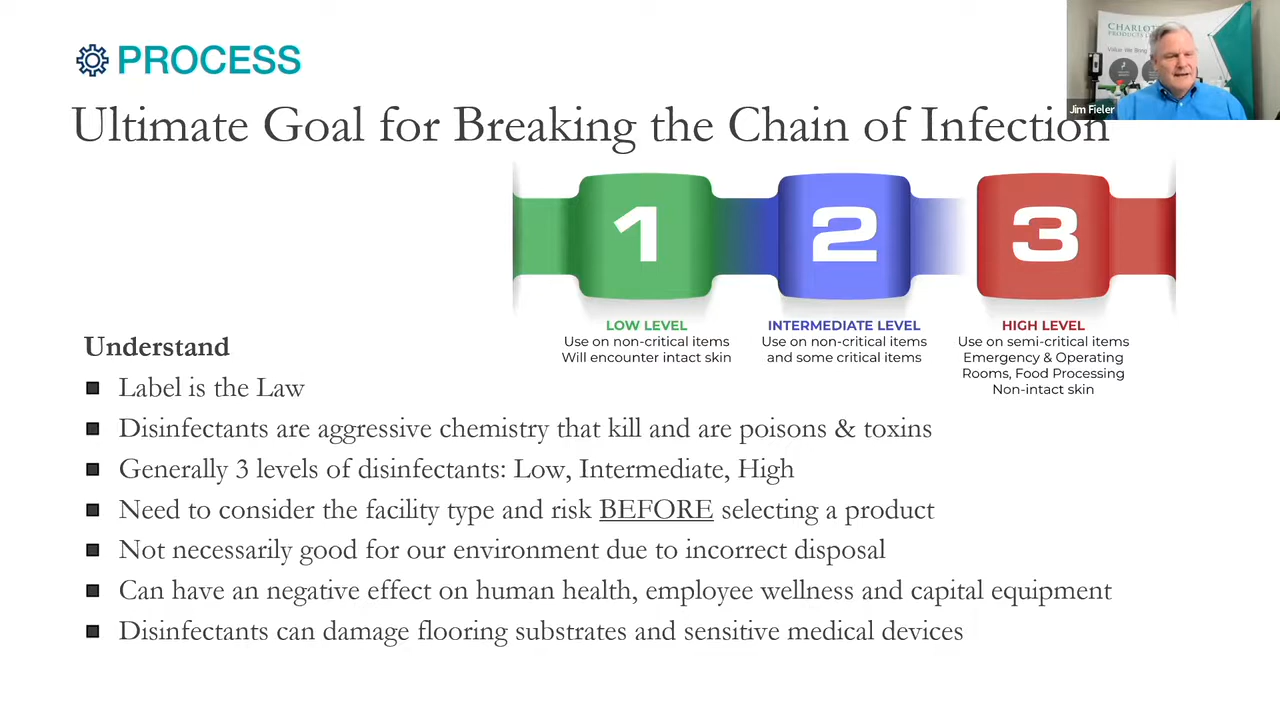 PROCESS
CHARLOT
PRODUCTS
Value We Bring
Jim Fieler
Ultimate Goal for Breaking the Chain of Infection
1
2
3
LOW LEVEL
Use on non-critical items
Will encounter intact skin
INTERMEDIATE LEVEL
Use on non-critical items
and some critical items
HIGH LEVEL
Use on semi-critical items
Emergency & Operating
Rooms, Food Processing
Non-intact skin
Understand
Label is the Law
Disinfectants are aggressive chemistry that kill and are poisons & toxins
Generally 3 levels of disinfectants: Low, Intermediate, High
Need to consider the facility type and risk BEFORE selecting a product
Not necessarily good for our environment due to incorrect disposal
Can have an negative effect on human health, employee wellness and capital equipment
Disinfectants can damage flooring substrates and sensitive medical devices